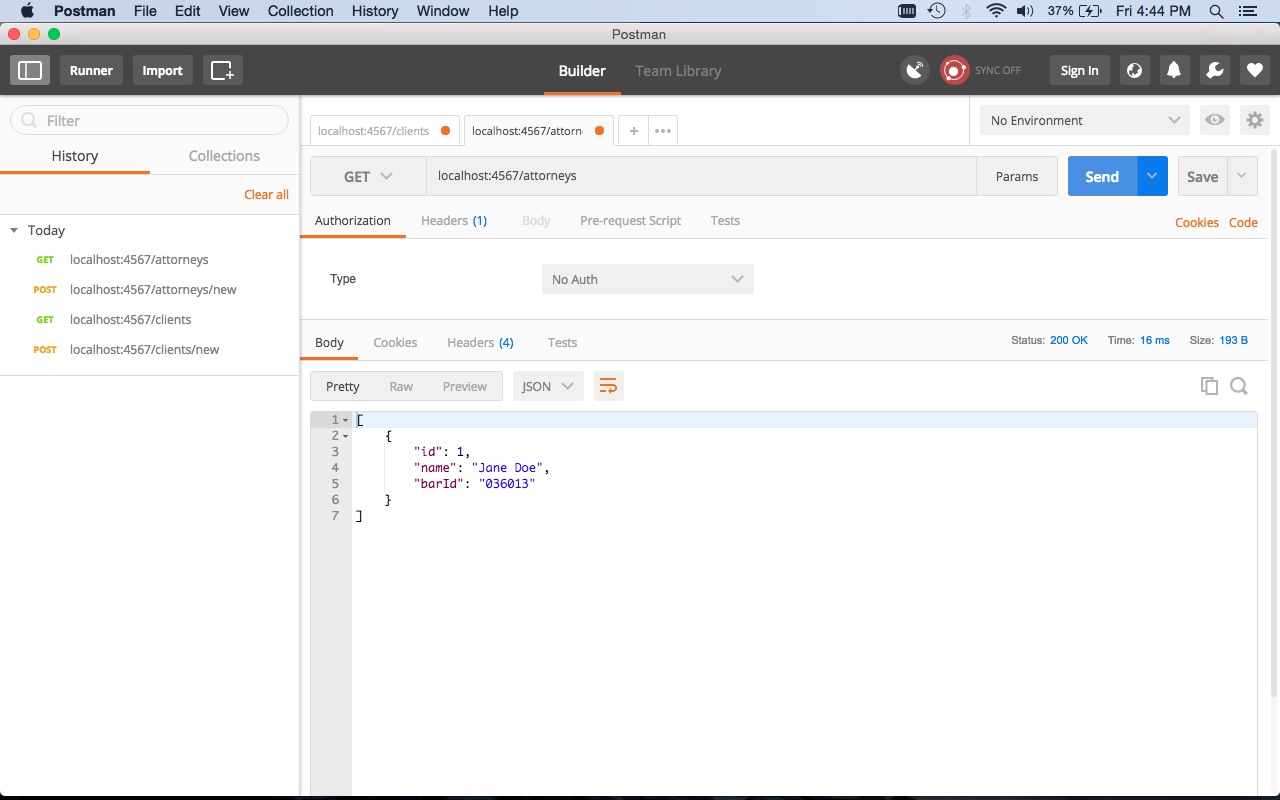 Postman File Edit View Collection History Window Help 37% Fri 4:44 PM
Postman
Runner Import Builder Team Library SYNC OFF Sign In
Filter
History Collections
Clear all
Today
GET localhost:4567/attorneys
POST localhost:4567/attorneys/new
GET localhost:4567/clients
POST localhost:4567/clients/new
localhost:4567/clients localhost:4567/attorn + ••• No Environment
GET localhost:4567/attorneys Params Send Save
Authorization Headers (1) Body Pre-request Script Tests Cookies Code
Type No Auth
Body Cookies Headers (4) Tests Status: 200 OK Time: 16 ms Size: 193 B
Pretty Raw Preview JSON
1 [
2 {
3 "id": 1,
4 "name": "Jane Doe",
5 "barId": "036013"
6 }
7 ]